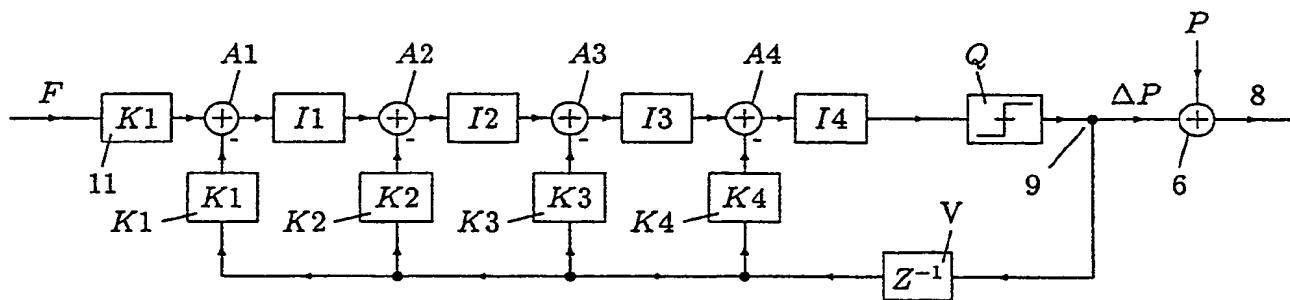 P
A1 A2 A3 A4 Q
F ΔP 8
K1 I1 I2 I3 I4
- - - -
11 9 6
K1 K1 K2 K2 K3 K3 K4 K4
V
Z⁻¹